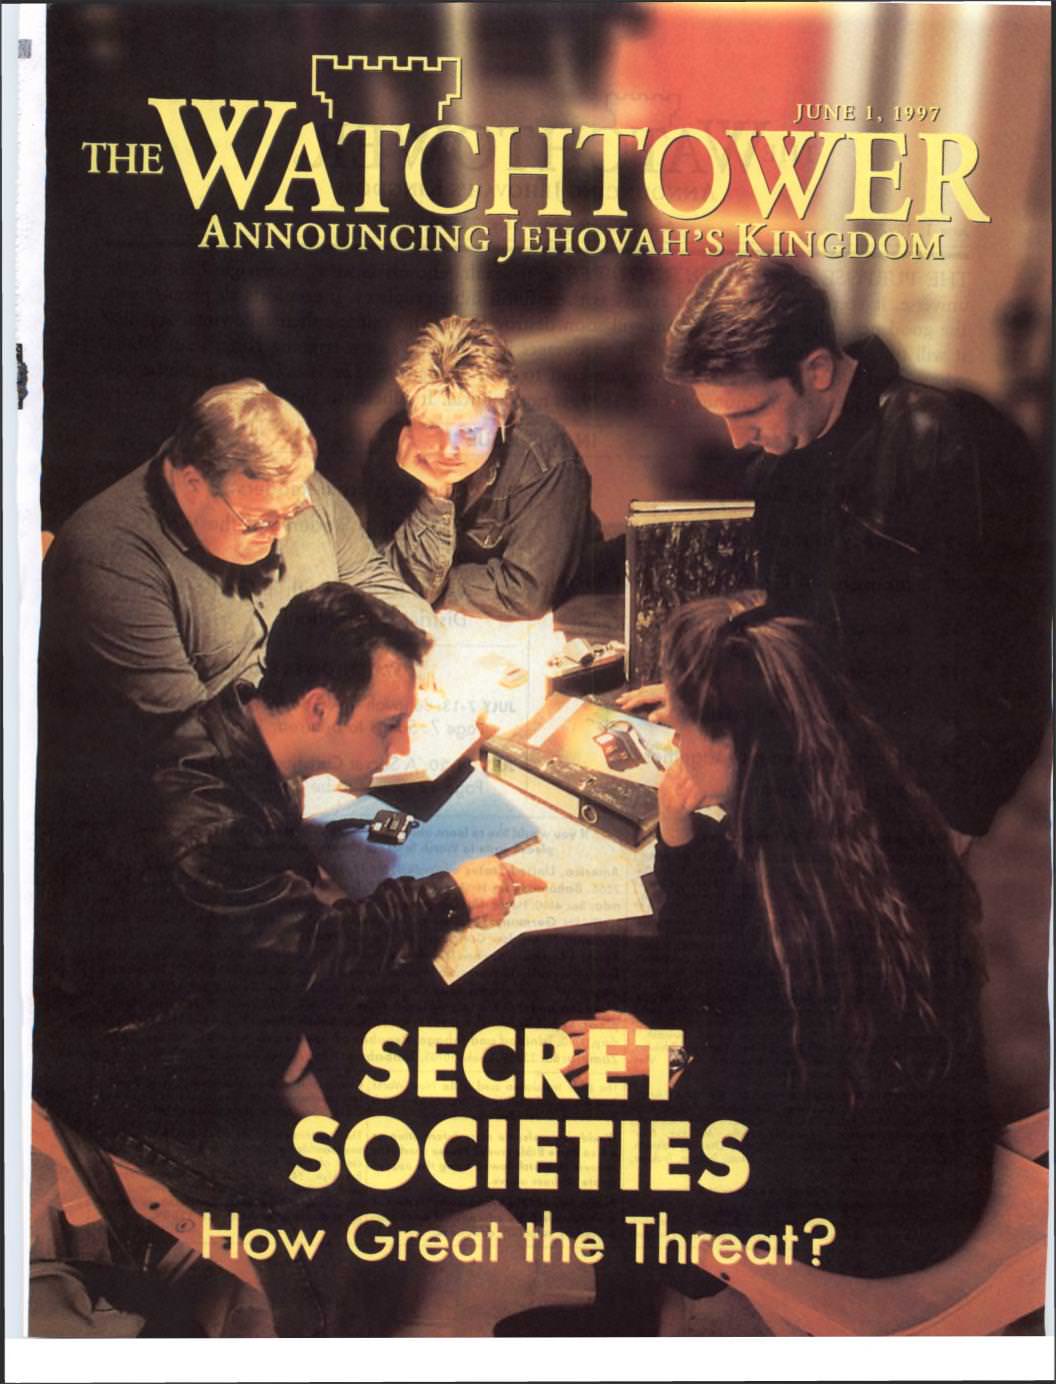 JUNE 1, 1997
THE WATCHTOWER
ANNOUNCING JEHOVAH'S KINGDOM
SECRET
SOCIETIES
How Great the Threat?